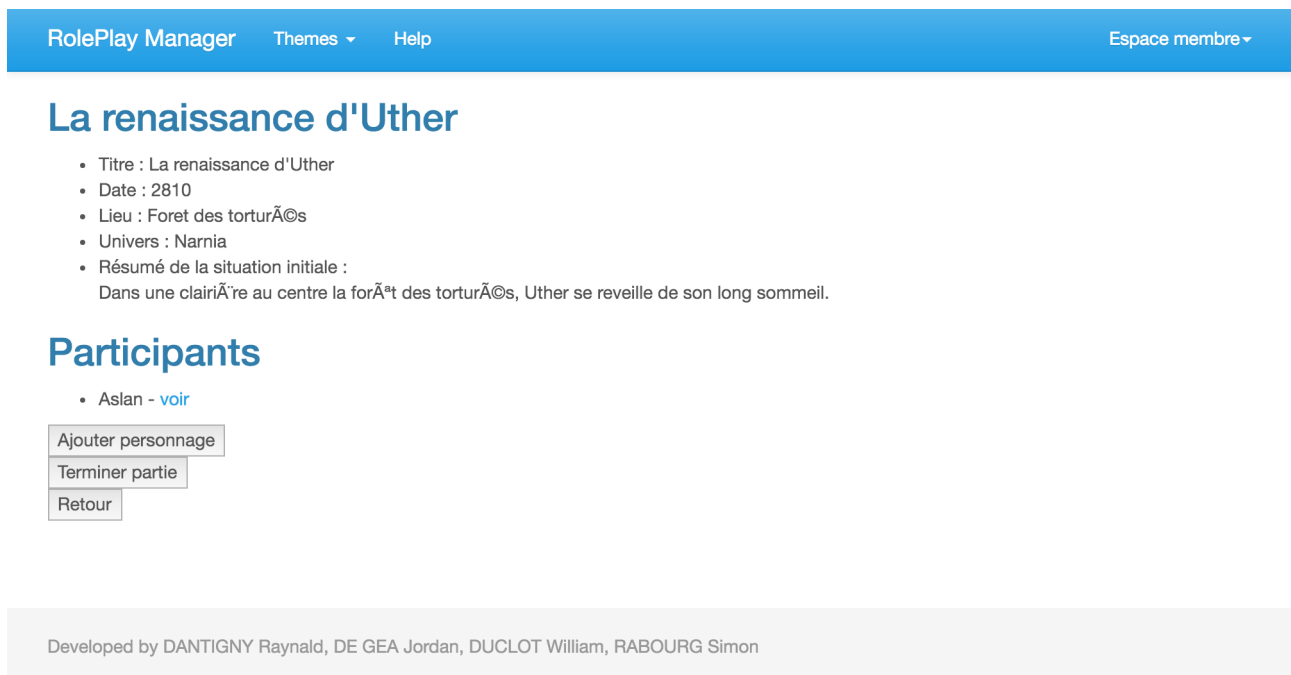 RolePlay Manager Themes Help Espace membre
La renaissance d'Uther
Titre : La renaissance d'Uther
Date : 2810
Lieu : Foret des torturÃ©s
Univers : Narnia
Résumé de la situation initiale :
Dans une clairiÃ¨re au centre la forÃªt des torturÃ©s, Uther se reveille de son long sommeil.
Participants
Aslan - voir
Ajouter personnage
Terminer partie
Retour
Developed by DANTIGNY Raynald, DE GEA Jordan, DUCLOT William, RABOURG Simon